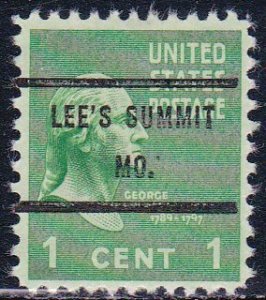 UNITED
STATES
POSTAGE
LEE'S SUMMIT
MO.
GEORGE
1789-1797
1 CENT 1